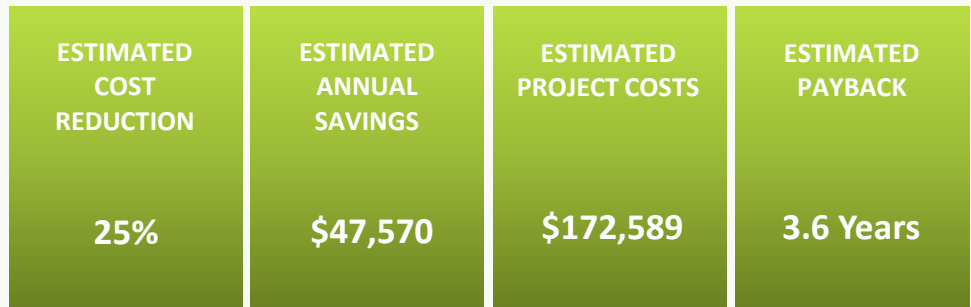 ESTIMATED
COST
REDUCTION
25%
ESTIMATED
ANNUAL
SAVINGS
$47,570
ESTIMATED
PROJECT COSTS
$172,589
ESTIMATED
PAYBACK
3.6 Years